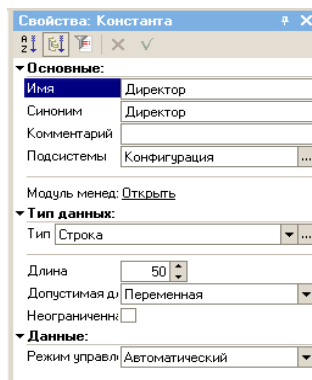 Свойства: Константа
Основные:
Имя Директор
Синоним Директор
Комментарий
Подсистемы Конфигурация ...
Модуль менед: Открыть
Тип данных:
Тип Строка ...
Длина 50
Допустимая д. Переменная
Неограниченна
Данные:
Режим управл Автоматический